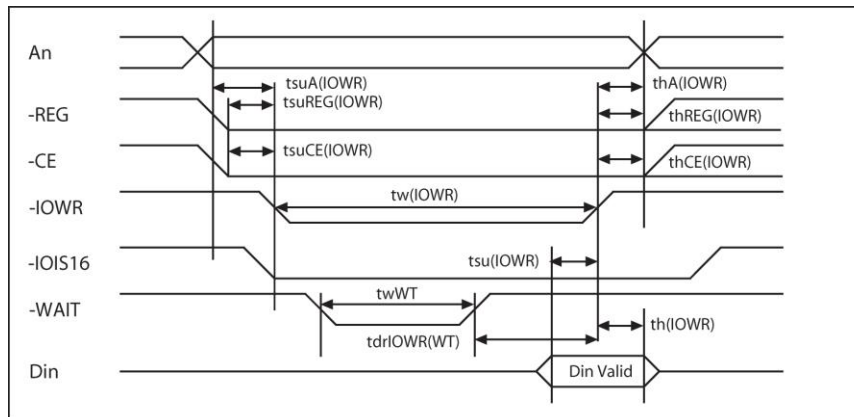 An
tsuA(IOWR)
thA(IOWR)
tsuREG(IOWR)
-REG
thREG(IOWR)
tsuCE(IOWR)
-CE
thCE(IOWR)
tw(IOWR)
-IOWR
tsu(IOWR)
-IOIS16
twWT
-WAIT
th(IOWR)
tdrIOWR(WT)
Din
Din Valid